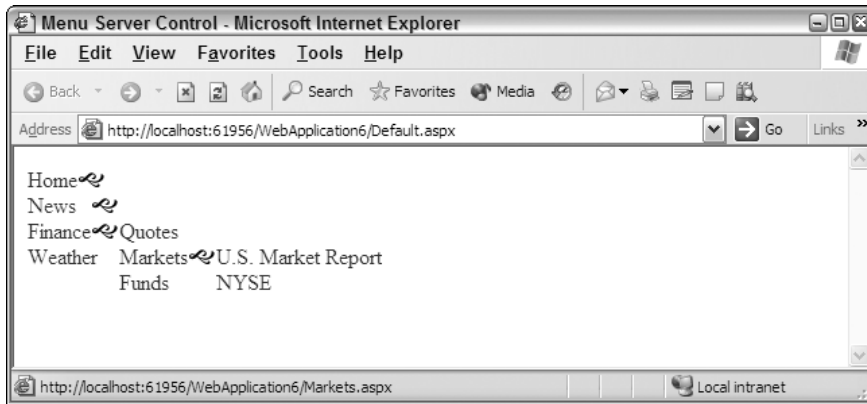 Menu Server Control - Microsoft Internet Explorer
File Edit View Favorites Tools Help
Back Search Favorites Media
Address http://localhost:61956/WebApplication6/Default.aspx Go Links »
Home
News
Finance Quotes
Weather Markets U.S. Market Report
Funds NYSE
http://localhost:61956/WebApplication6/Markets.aspx Local intranet